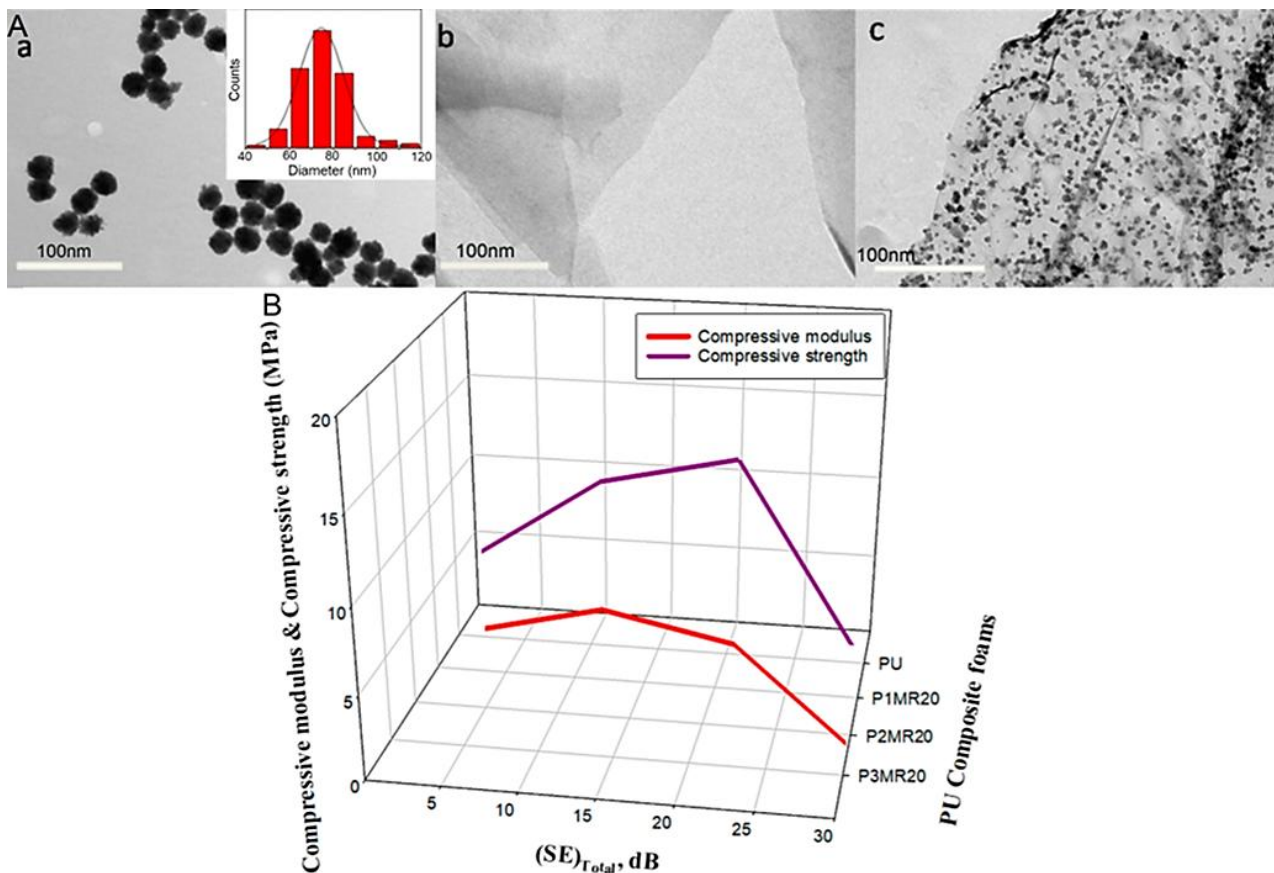 A
a
Counts
40 60 80 100 120
Diameter (nm)
100nm
b
100nm
c
100nm
B
Compressive modulus
Compressive strength
Compressive modulus & Compressive strength (MPa)
20
15
10
5
0
5 10 15 20 25 30
(SE)Total, dB
PU
P1MR20
P2MR20
P3MR20
PU Composite foams